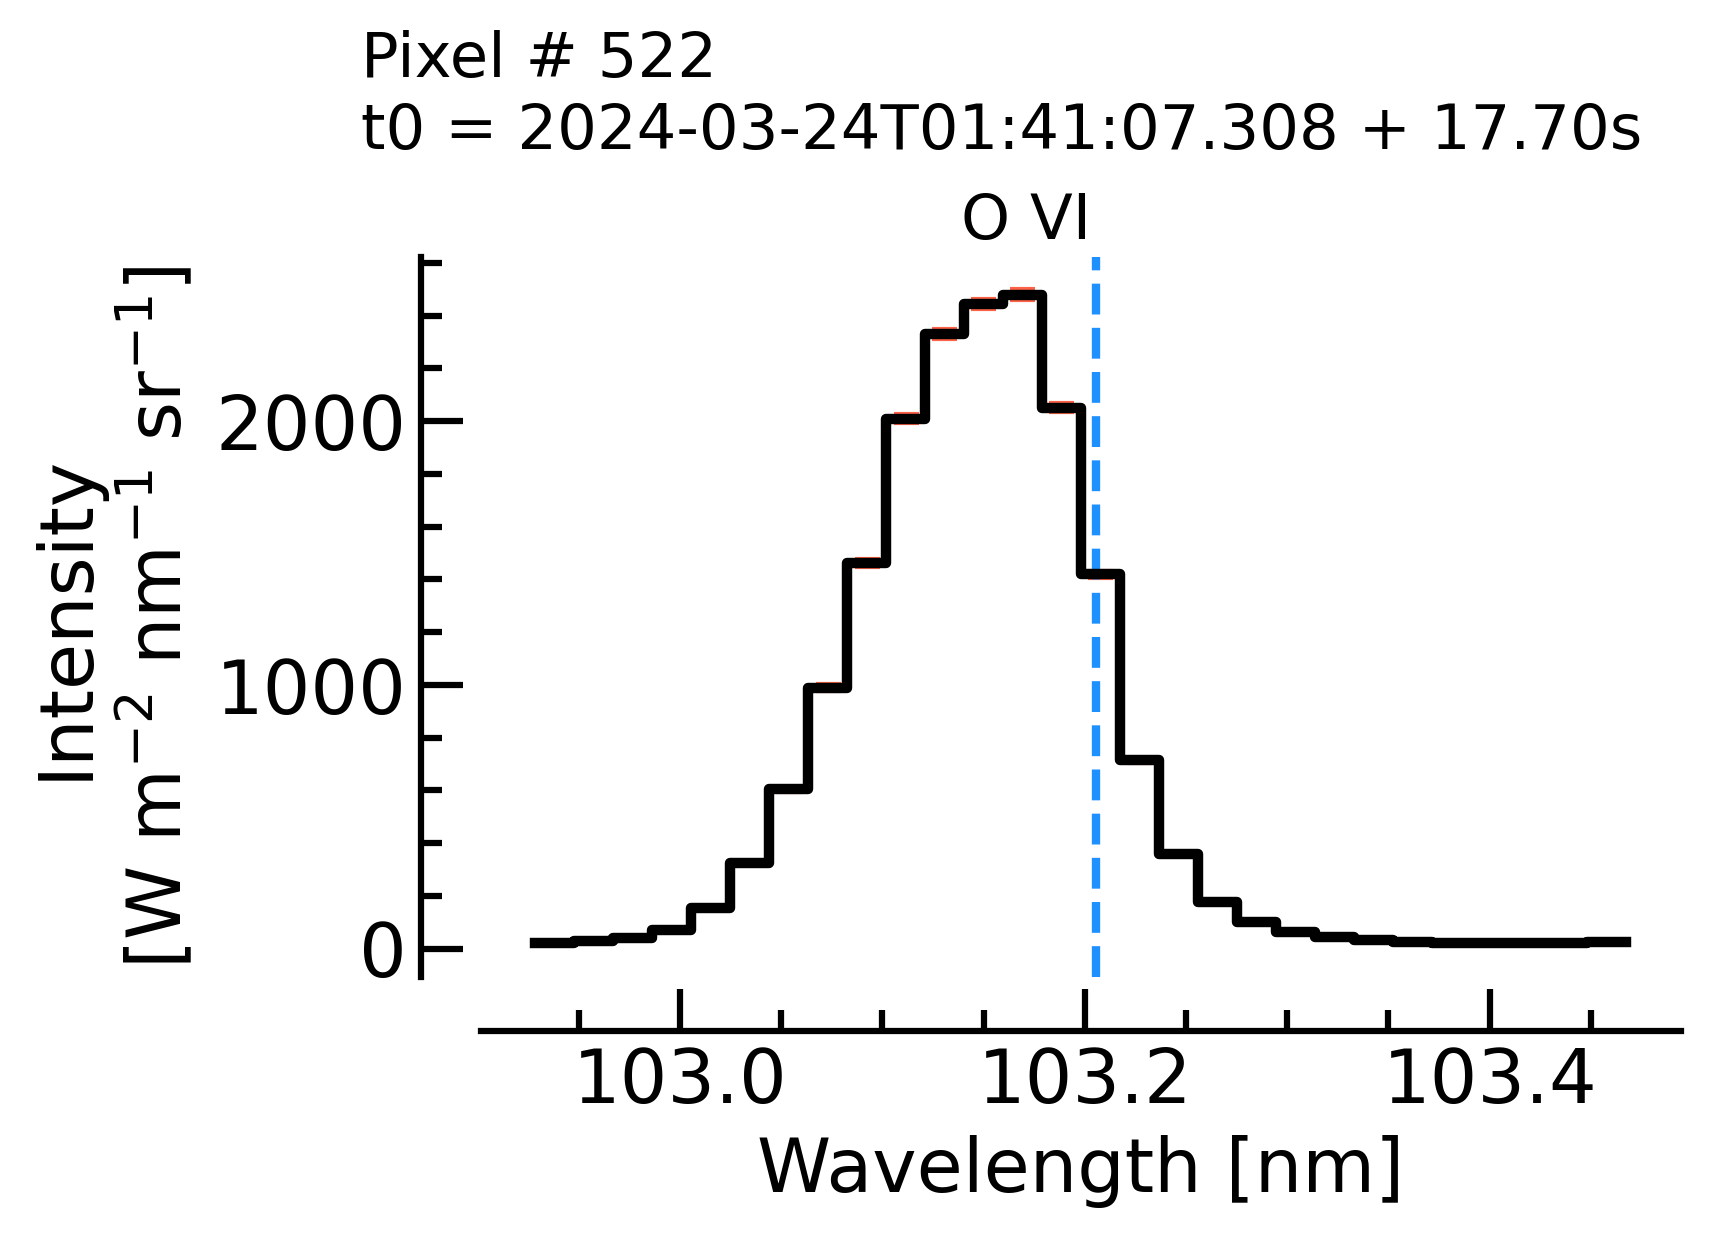 Pixel # 522
t0 = 2024-03-24T01:41:07.308 + 17.70s
O VI
Intensity
[W m⁻² nm⁻¹ sr⁻¹]
2000
1000
0
103.0 103.2 103.4
Wavelength [nm]